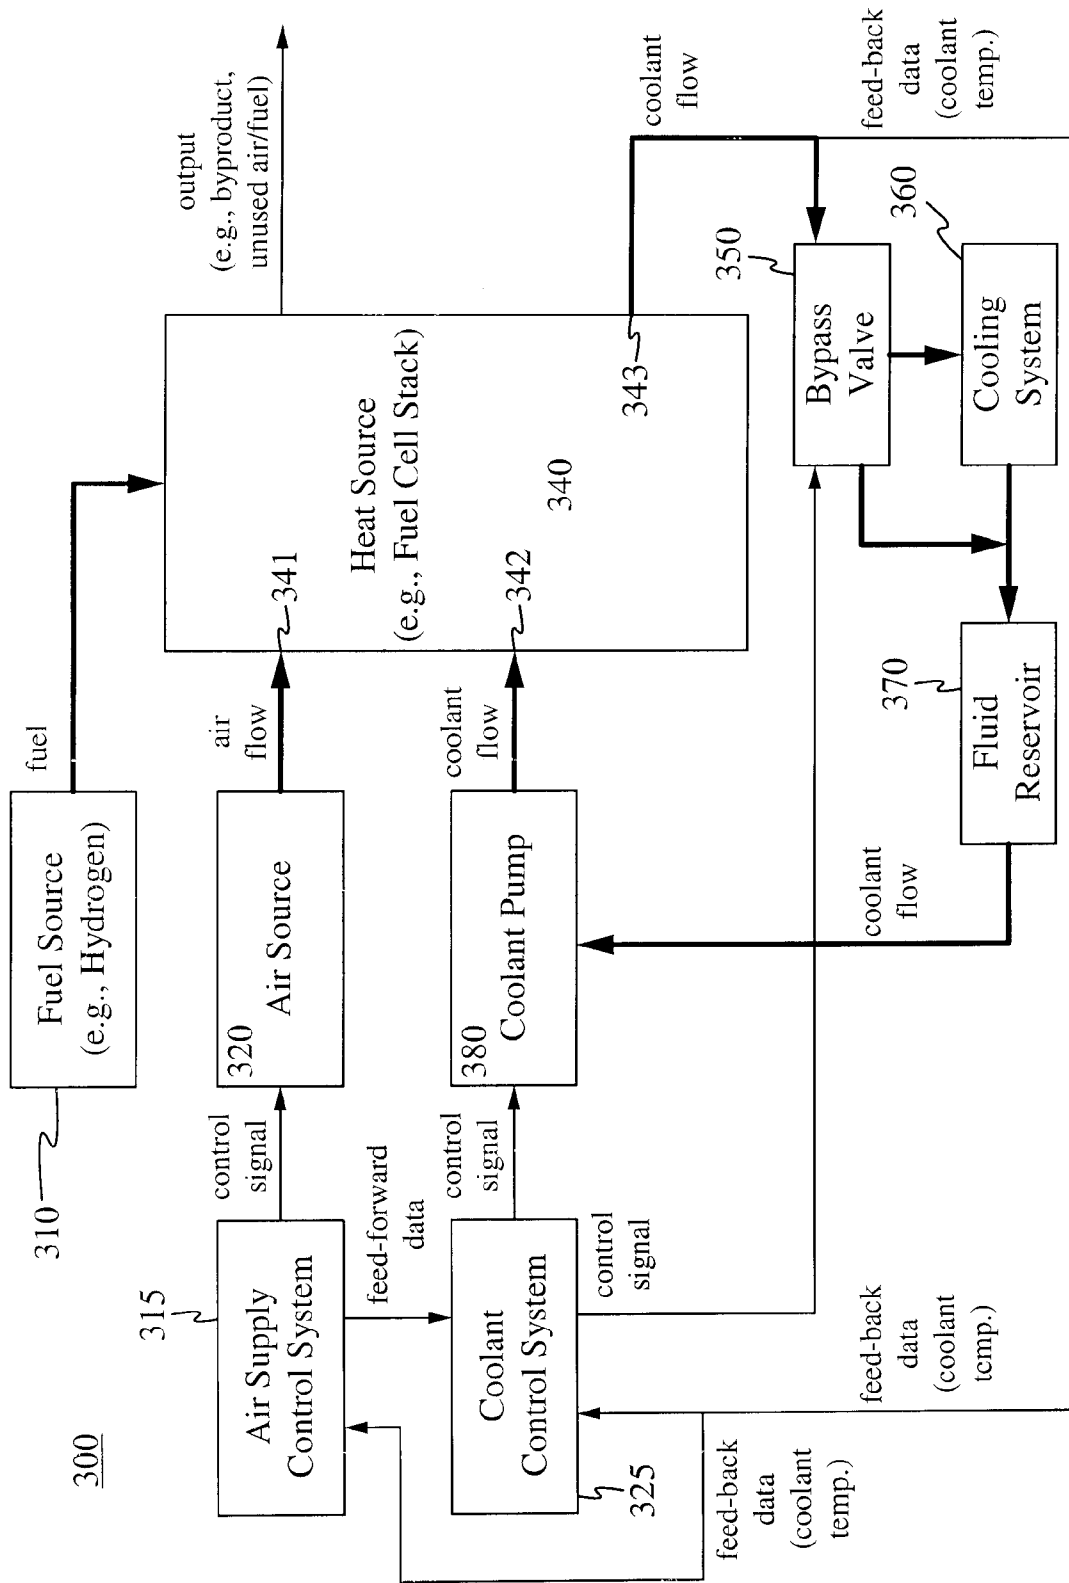 300
310
Fuel Source
(e.g., Hydrogen)
fuel
output
(e.g., byproduct,
unused air/fuel)
315
Air Supply
Control System
control
signal
320
Air Source
air
flow
341
Heat Source
(e.g., Fuel Cell Stack)
340
feed-forward
data
Coolant
Control System
325
control
signal
380
Coolant Pump
coolant
flow
342
343
coolant
flow
control
signal
350
Bypass
Valve
feed-back
data
(coolant
temp.)
360
Cooling
System
370
Fluid
Reservoir
coolant
flow
feed-back
data
(coolant
temp.)
feed-back
data
(coolant
temp.)